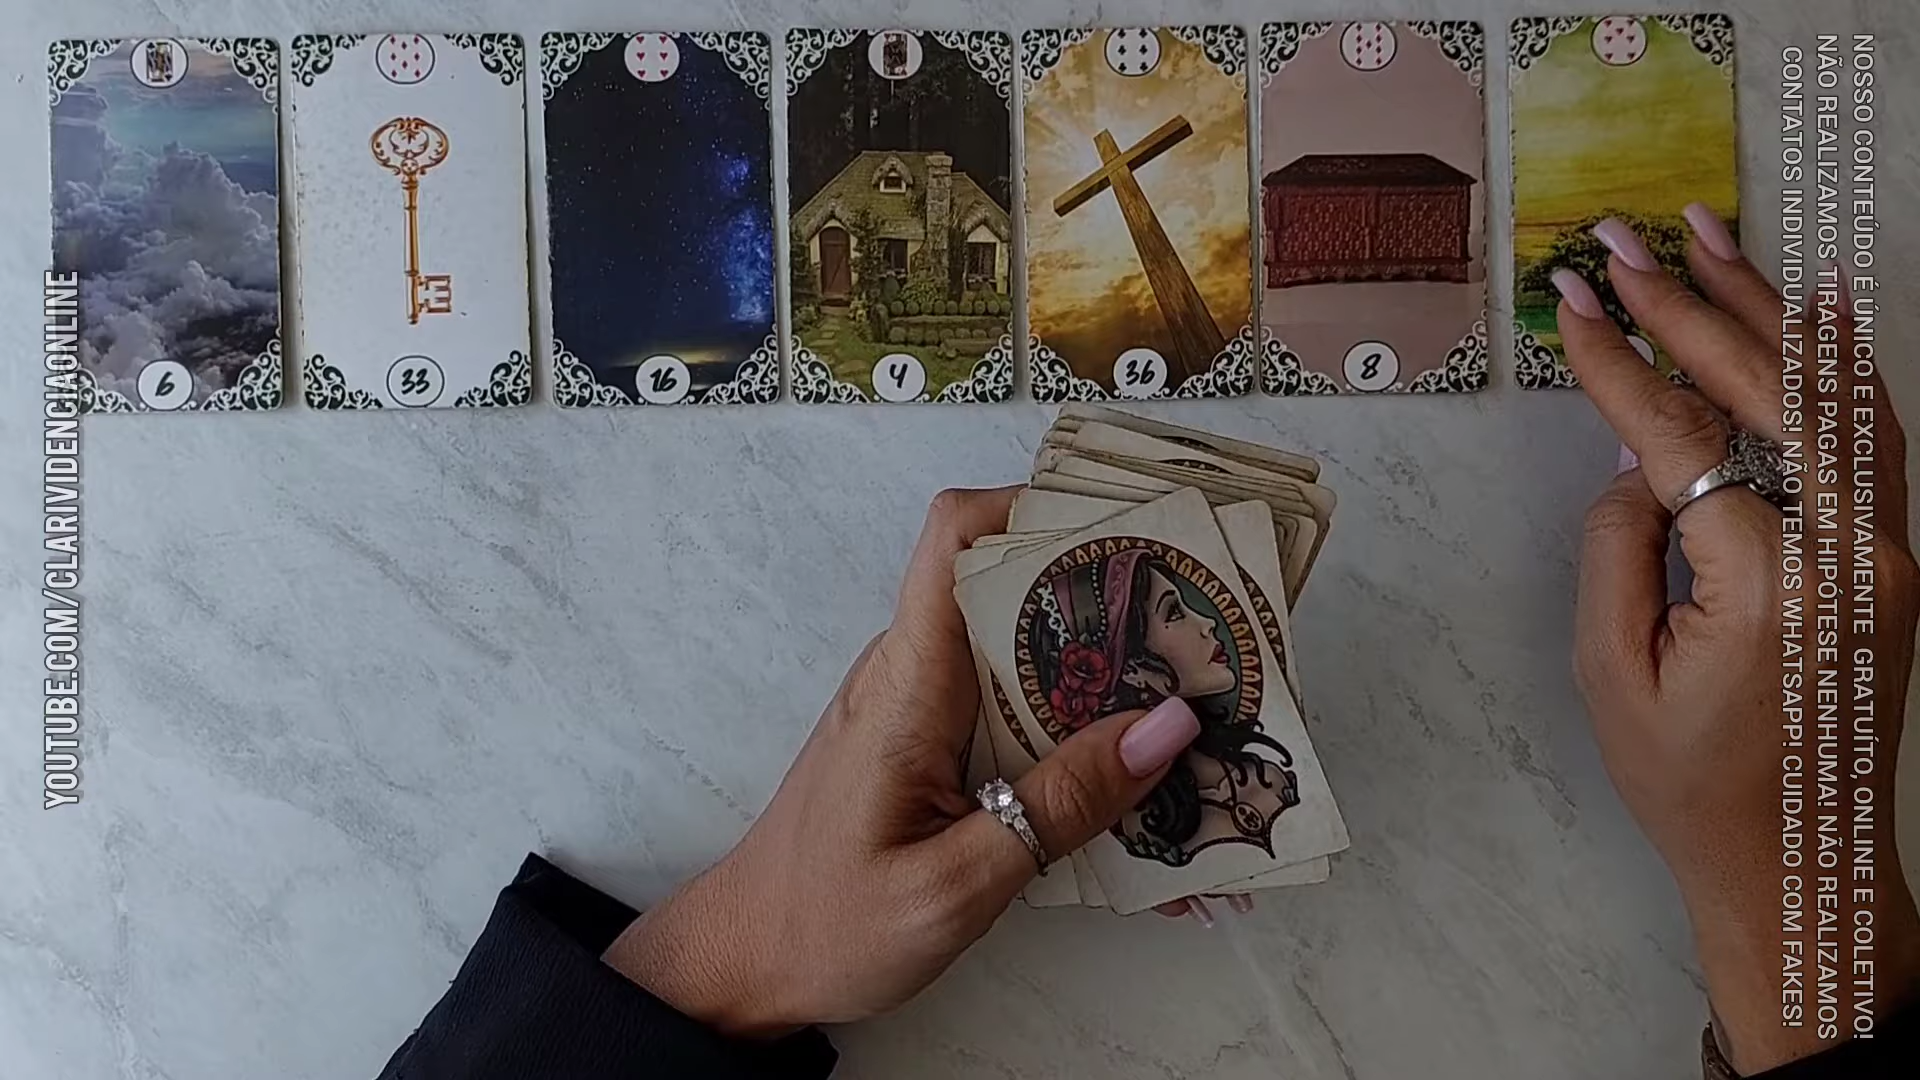 YOUTUBE.COM/CLARIVIDENCIAONLINE
6
33
16
4
36
8
NOSSO CONTEÚDO É ÚNICO E EXCLUSIVAMENTE GRATUÍTO, ONLINE E COLETIVO!
NÃO REALIZAMOS TIRAGENS PAGAS EM HIPÓTESE NENHUMA! NÃO REALIZAMOS
CONTATOS INDIVIDUALIZADOS! NÃO TEMOS WHATSAPP! CUIDADO COM FAKES!